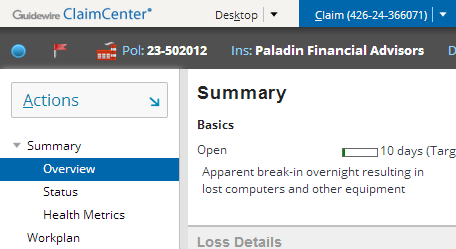 Guidewire ClaimCenter® Desktop Claim (426-24-366071)
Pol: 23-502012 Ins: Paladin Financial Advisors D
Actions
Summary
Overview
Status
Health Metrics
Workplan
Summary
Basics
Open 10 days (Targ
Apparent break-in overnight resulting in
lost computers and other equipment
Loss Details